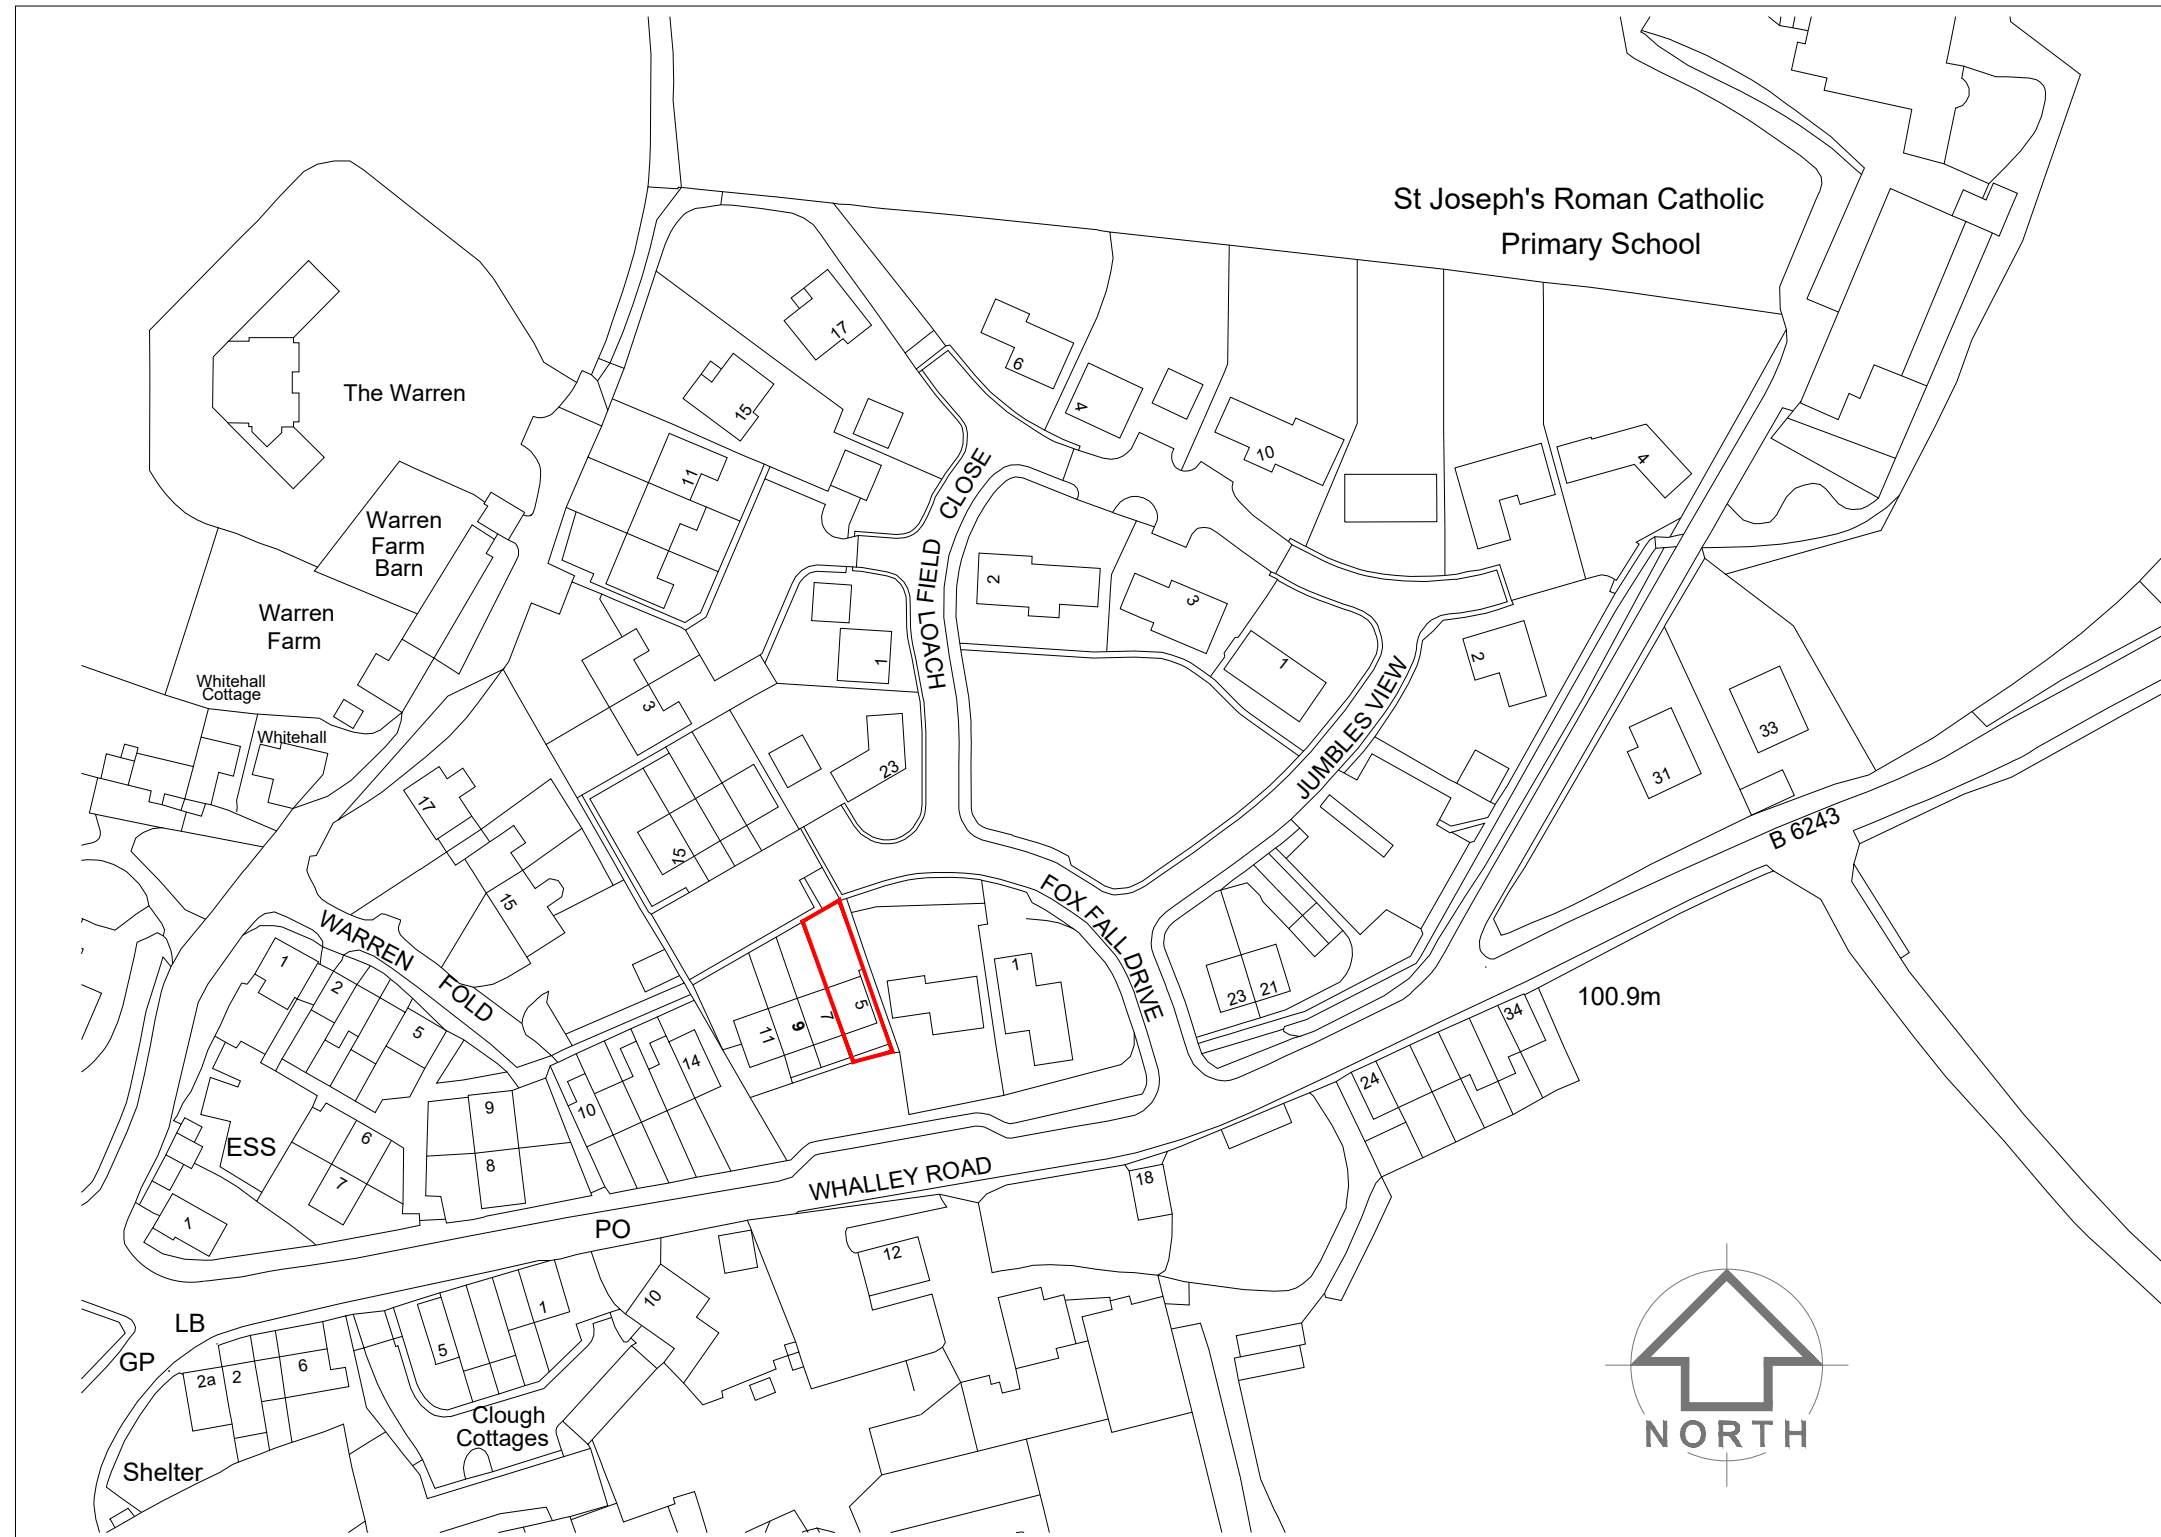 St Joseph's Roman Catholic
Primary School
17
The Warren
6
15
4
11
10
4
CLOSE
Warren
Farm
Barn
LOACH FIELD
2
3
Warren
Farm
1
1
2
Whitehall
Cottage
3
JUMBLES VIEW
Whitehall
33
23
31
17
B 6243
15
15
FOX FALL DRIVE
WARREN
FOLD
1
2
5
1
5
7
9
11
23
21
100.9m
34
14
24
9
10
ESS
6
8
7
WHALLEY ROAD
18
1
PO
12
10
1
LB
5
GP
6
2a
2
Clough
Cottages
Shelter
NORTH